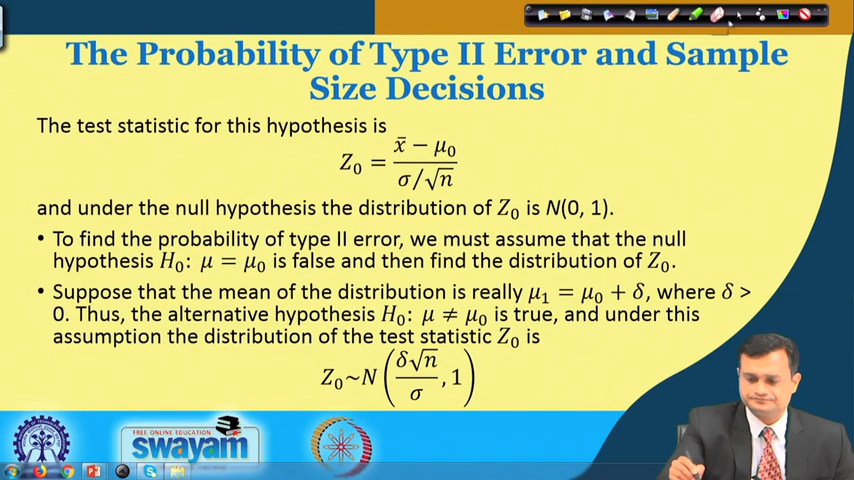 The Probability of Type II Error and Sample
Size Decisions
The test statistic for this hypothesis is
Z₀ = (x̄ − μ₀) / (σ/√n)
and under the null hypothesis the distribution of Z₀ is N(0, 1).
• To find the probability of type II error, we must assume that the null
hypothesis H₀: μ = μ₀ is false and then find the distribution of Z₀.
• Suppose that the mean of the distribution is really μ₁ = μ₀ + δ, where δ >
0. Thus, the alternative hypothesis H₀: μ ≠ μ₀ is true, and under this
assumption the distribution of the test statistic Z₀ is
Z₀~N(δ√n / σ, 1)
FREE ONLINE EDUCATION
swayam